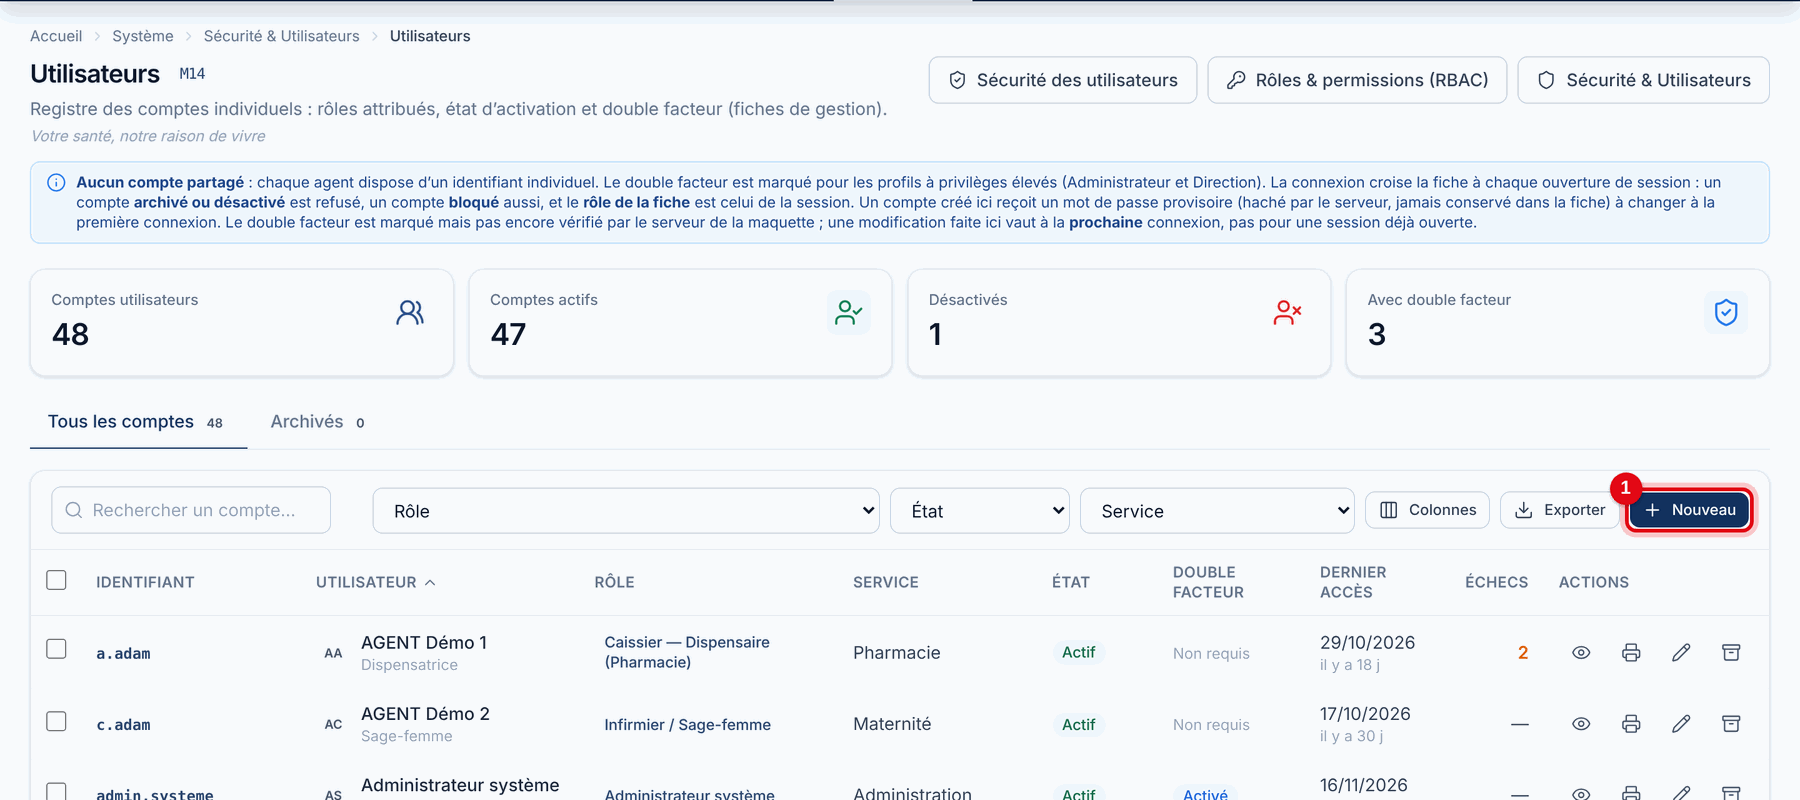 Accueil > Système > Sécurité & Utilisateurs > Utilisateurs
Utilisateurs M14
Sécurité des utilisateurs
Rôles & permissions (RBAC)
Sécurité & Utilisateurs
Registre des comptes individuels : rôles attribués, état d’activation et double facteur (fiches de gestion).
Votre santé, notre raison de vivre
Aucun compte partagé : chaque agent dispose d’un identifiant individuel. Le double facteur est marqué pour les profils à privilèges élevés (Administrateur et Direction). La connexion croise la fiche à chaque ouverture de session : un
compte archivé ou désactivé est refusé, un compte bloqué aussi, et le rôle de la fiche est celui de la session. Un compte créé ici reçoit un mot de passe provisoire (haché par le serveur, jamais conservé dans la fiche) à changer à la
première connexion. Le double facteur est marqué mais pas encore vérifié par le serveur de la maquette ; une modification faite ici vaut à la prochaine connexion, pas pour une session déjà ouverte.
Comptes utilisateurs
48
Comptes actifs
47
Désactivés
1
Avec double facteur
3
Tous les comptes 48
Archivés 0
Rechercher un compte...
Rôle
État
Service
Colonnes
Exporter
1
+ Nouveau
IDENTIFIANT UTILISATEUR RÔLE SERVICE ÉTAT DOUBLE FACTEUR DERNIER ACCÈS ÉCHECS ACTIONS
a.adam
AA
AGENT Démo 1
Dispensatrice
Caissier — Dispensaire
(Pharmacie)
Pharmacie
Actif
Non requis
29/10/2026
il y a 18 j
2
c.adam
AC
AGENT Démo 2
Sage-femme
Infirmier / Sage-femme
Maternité
Actif
Non requis
17/10/2026
il y a 30 j
—
admin.systeme
AS
Administrateur système
Administrateur système
Administration
Actif
Activé
16/11/2026
—